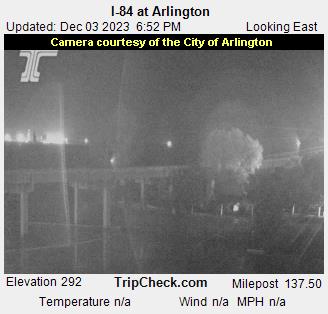 I-84 at Arlington
Updated: Dec 03 2023 6:52 PM Looking East
Camera courtesy of the City of Arlington
Elevation 292 TripCheck.com Milepost 137.50
Temperature n/a Wind n/a MPH n/a